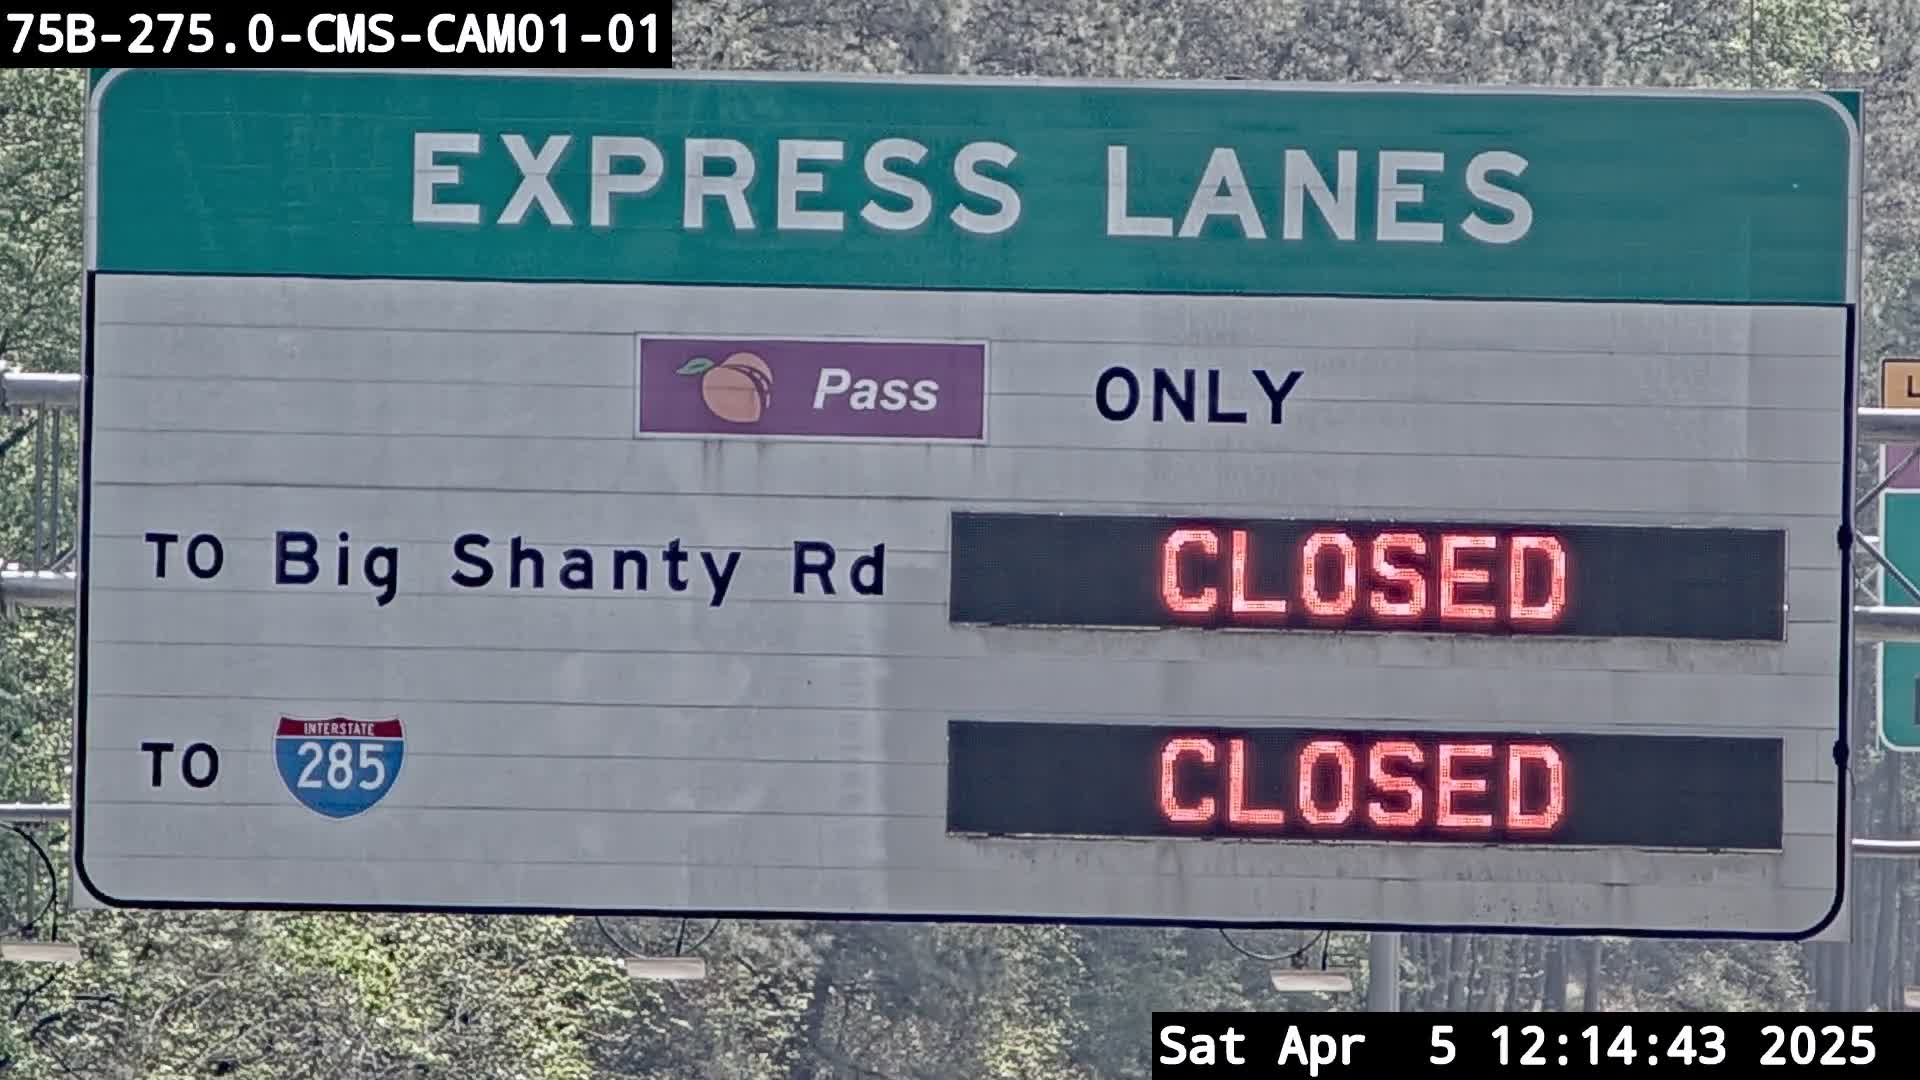 75B-275.0-CMS-CAM01-01
EXPRESS LANES
Pass ONLY
TO Big Shanty Rd CLOSED
INTERSTATE
TO 285 CLOSED
Sat Apr 5 12:14:43 2025